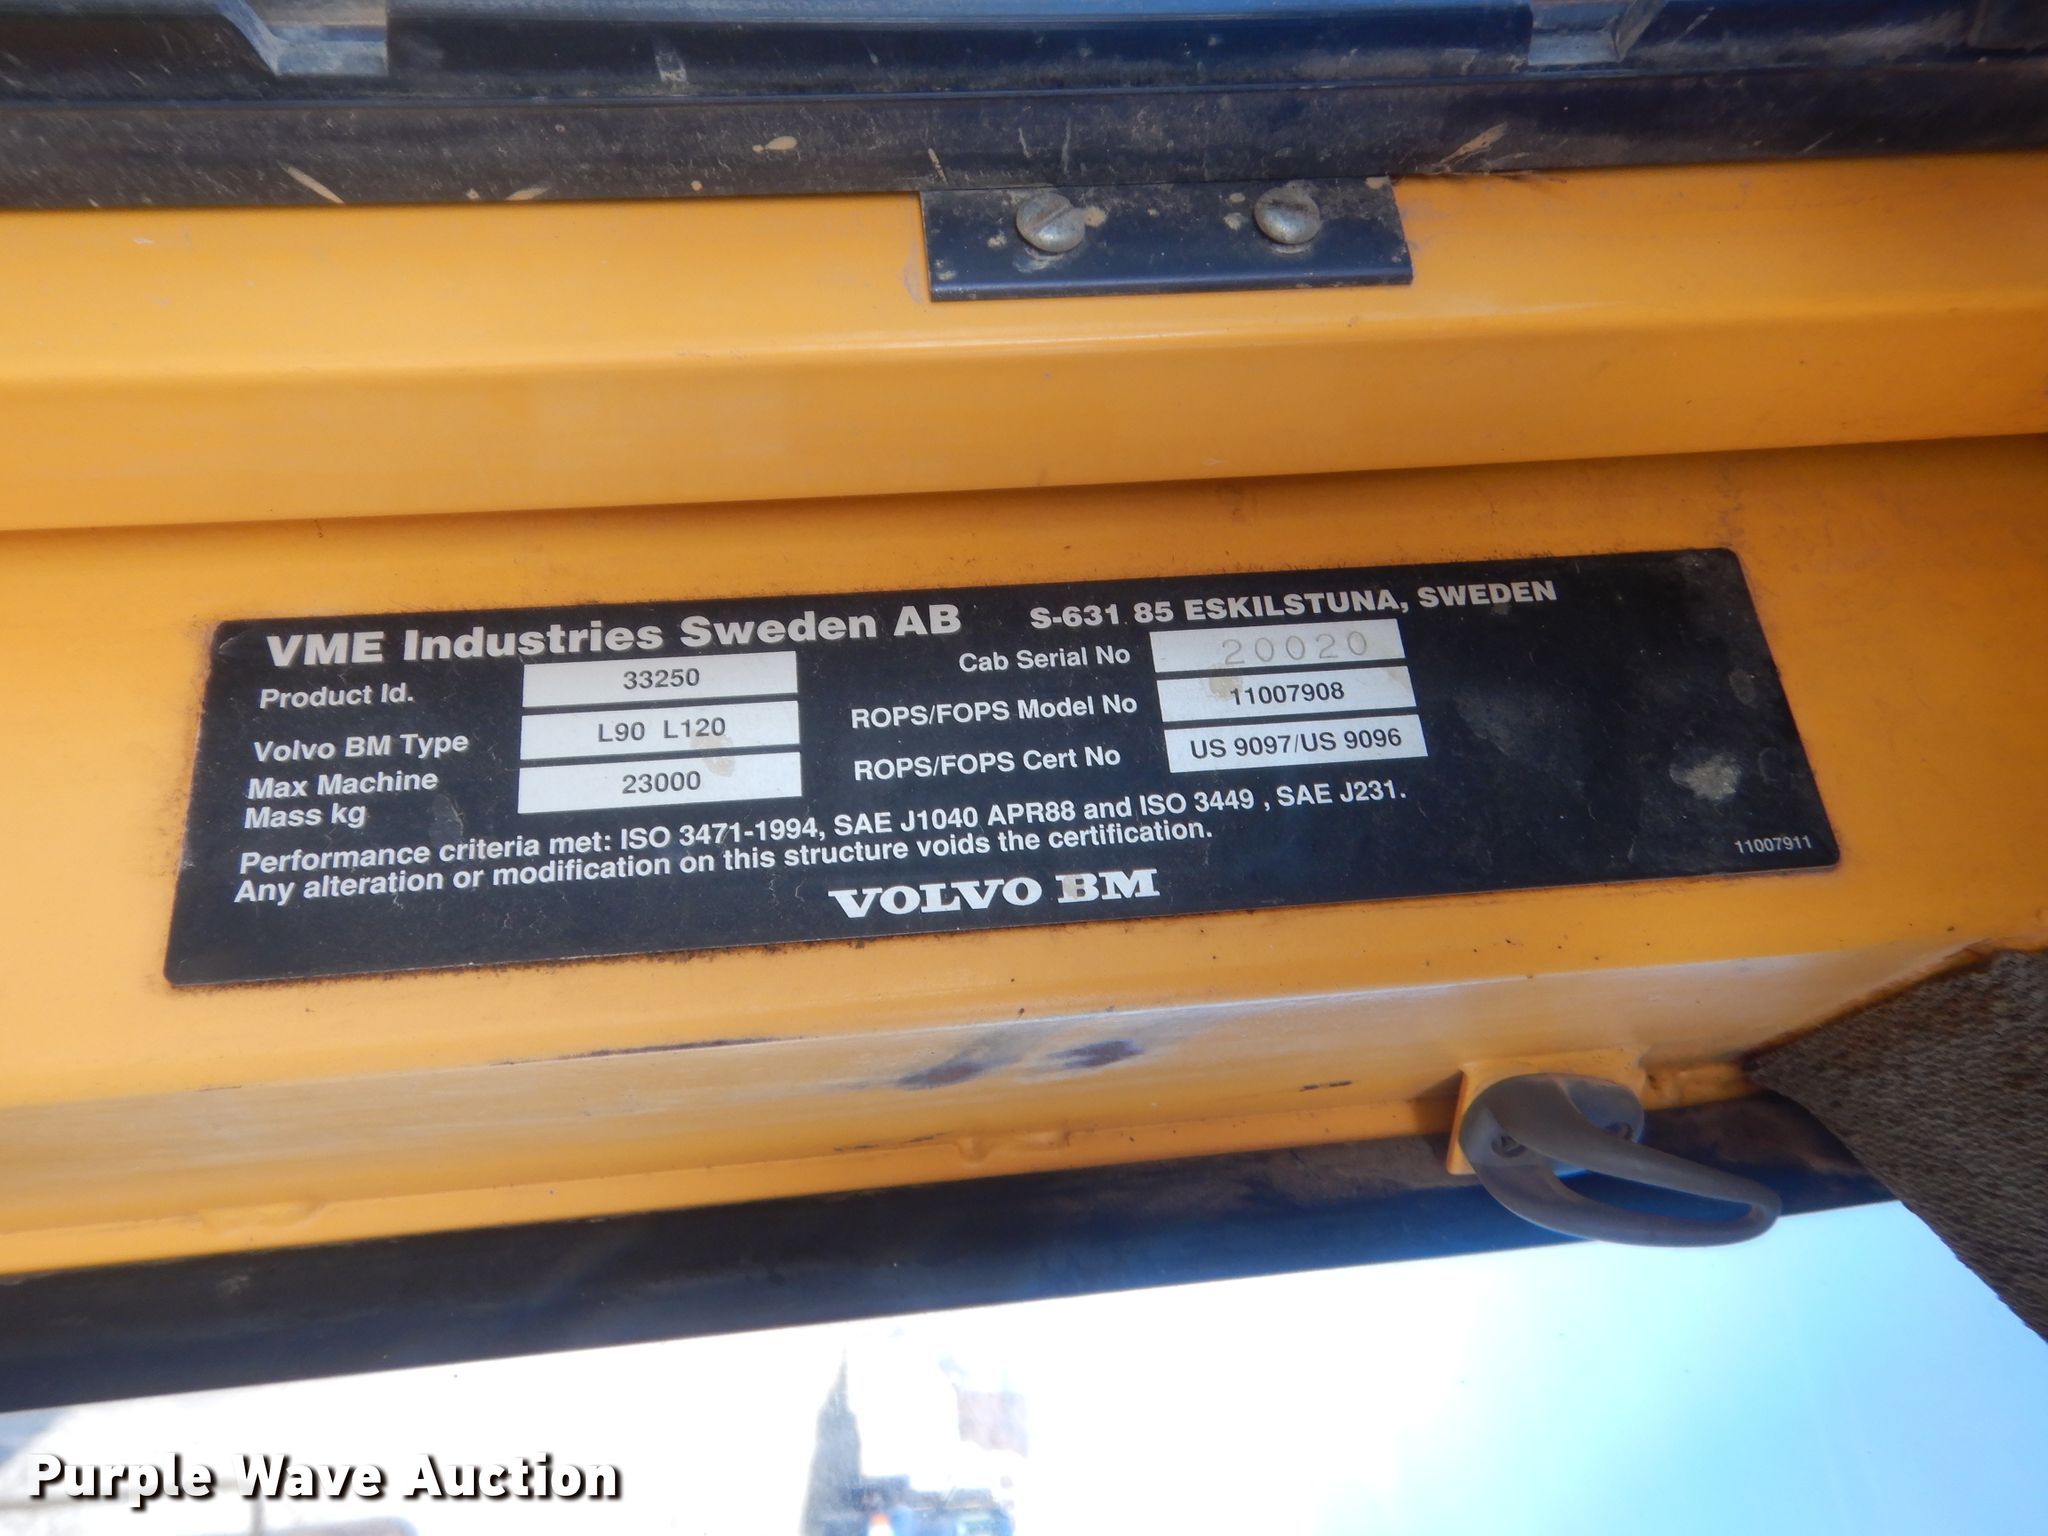 VME Industries Sweden AB S-631 85 ESKILSTUNA, SWEDEN
Product Id. 33250 Cab Serial No 20020
Volvo BM Type L90 L120 ROPS/FOPS Model No 11007908
Max Machine
Mass kg 23000 ROPS/FOPS Cert No US 9097/US 9096
Performance criteria met: ISO 3471-1994, SAE J1040 APR88 and ISO 3449 , SAE J231.
Any alteration or modification on this structure voids the certification.
11007911
VOLVO BM
Purple Wave Auction